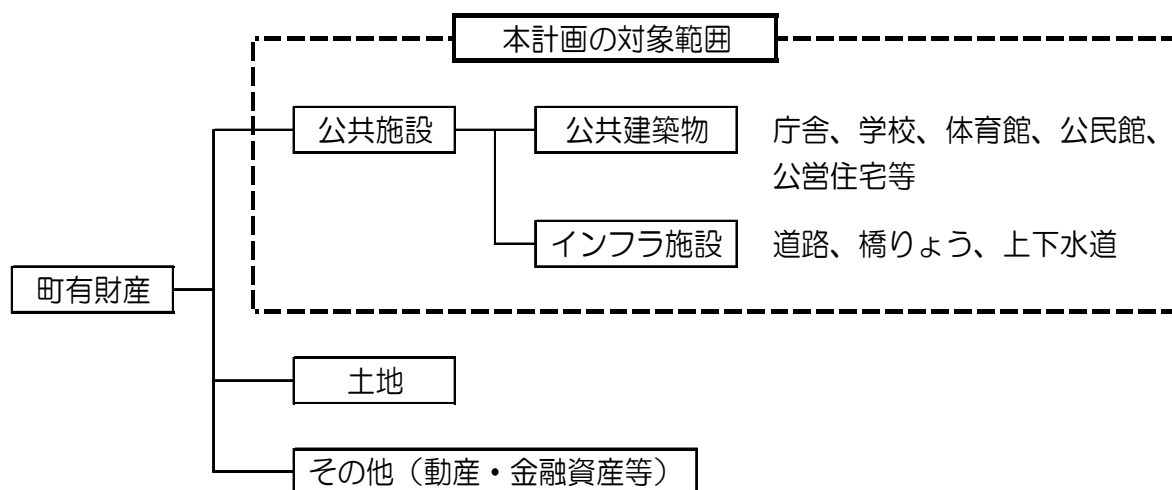 本計画の対象範囲
公共施設
公共建築物
庁舎、学校、体育館、公民館、
公営住宅等
インフラ施設
道路、橋りょう、上下水道
町有財産
土地
その他（動産・金融資産等）